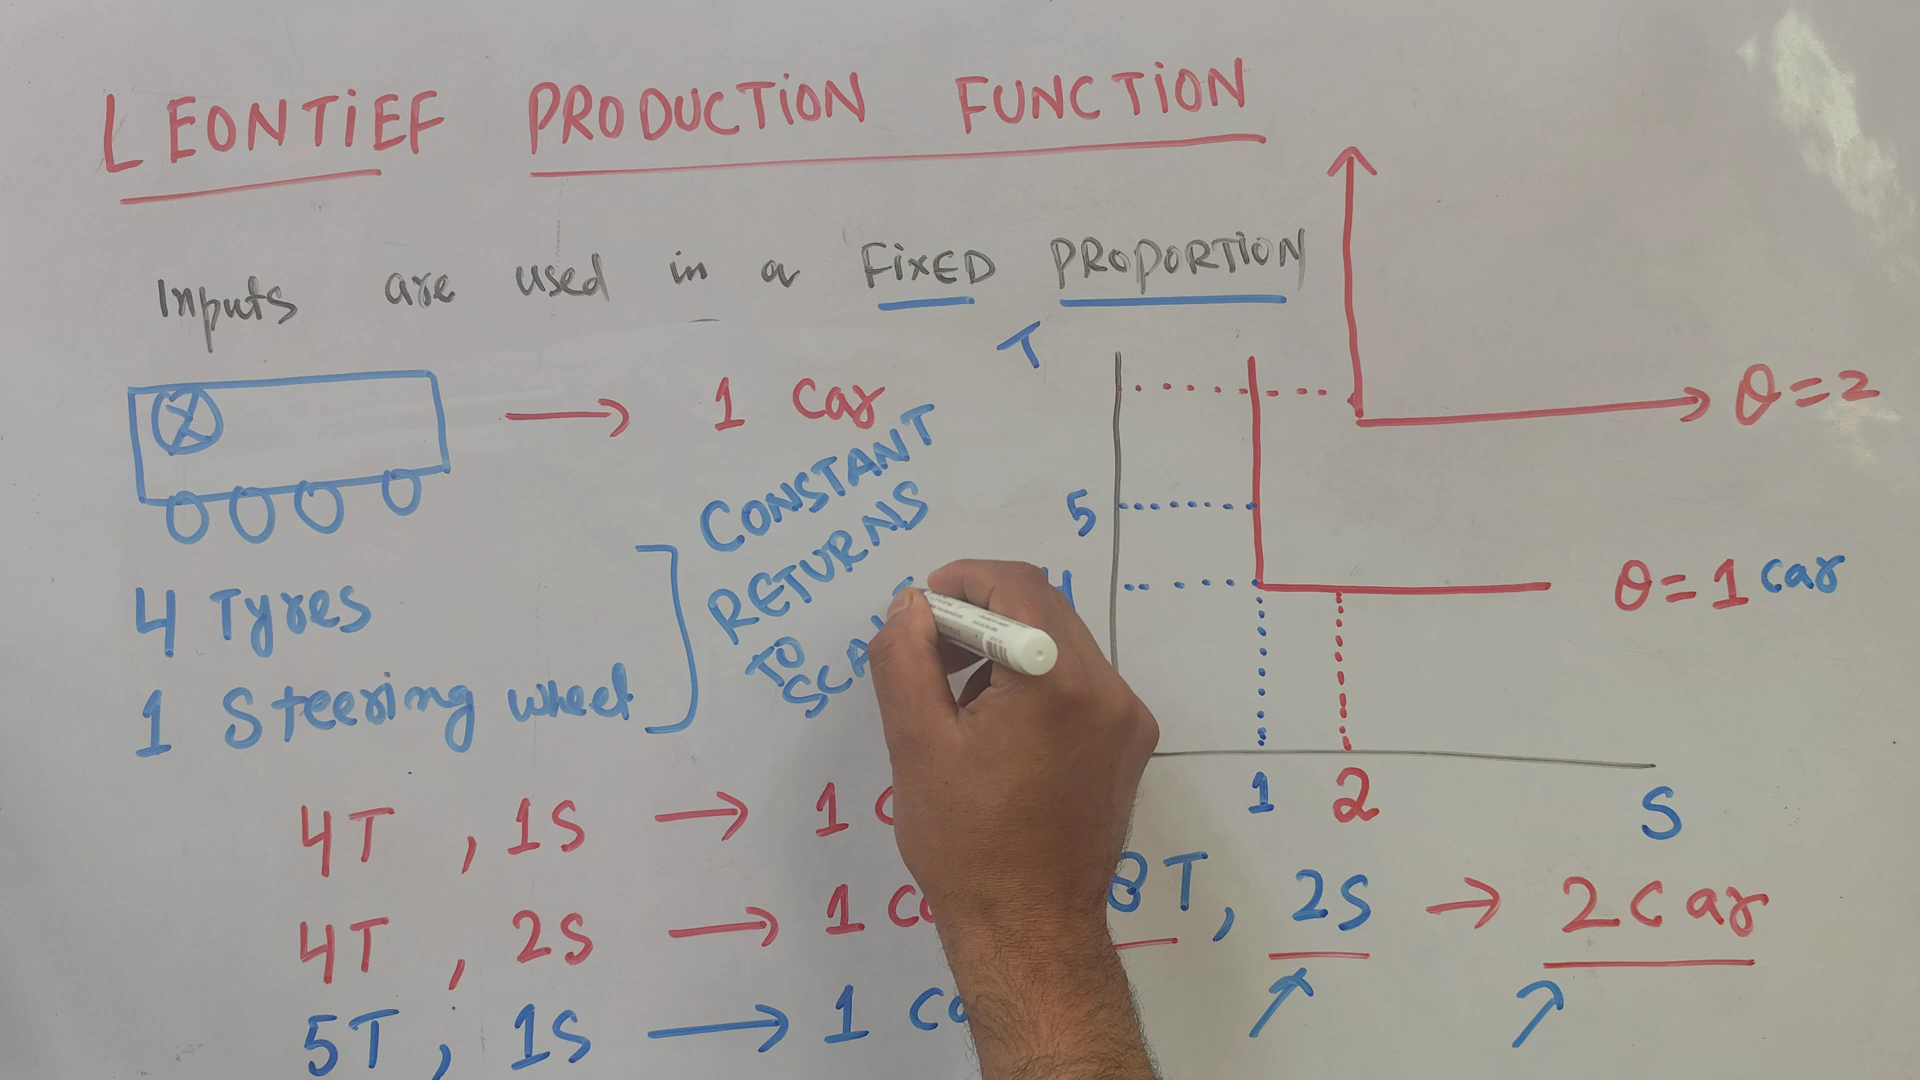 LEONTiEF PRODUCTiON FUNCTiON
Inputs are used in a FixED PROPORTiON
T
1 Car
θ=2
CONSTANT
RETURNS
TO
5
4 Tyres
θ=1 car
1 Steering wheel
1 2 S
4T, 1S → 1
8T, 2S → 2 Car
4T, 2S → 1
5T, 1S → 1